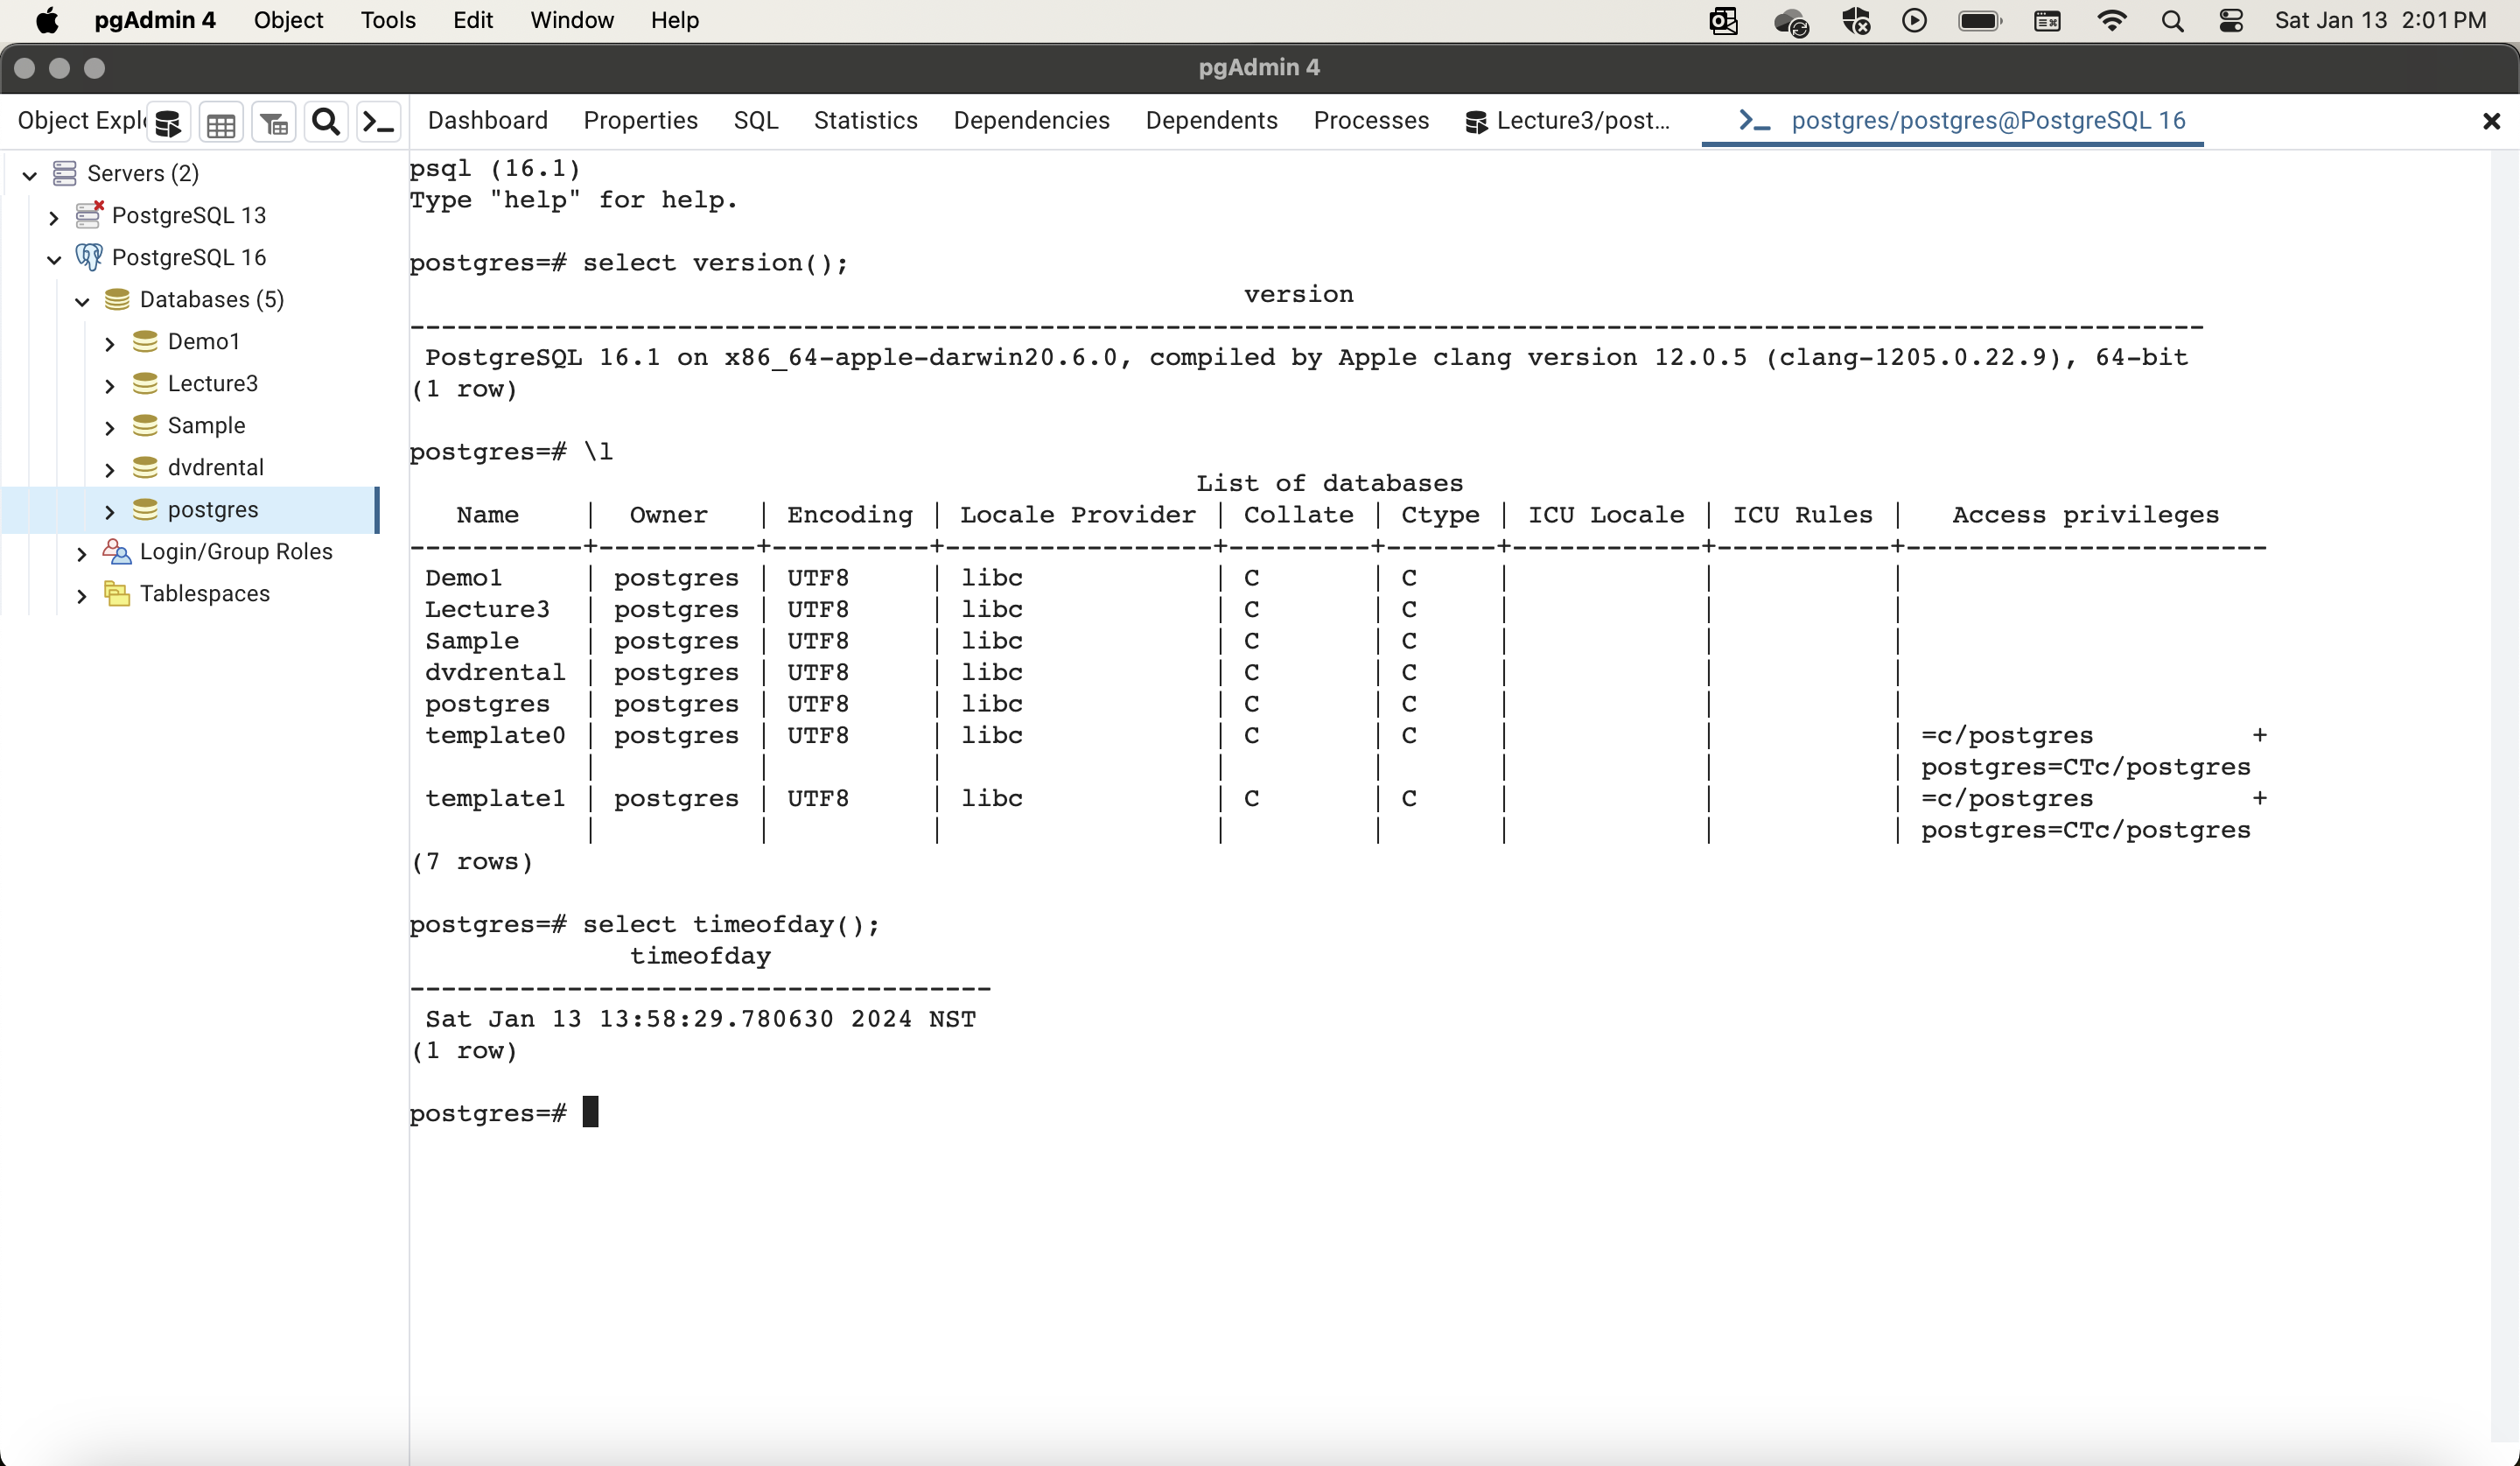 pgAdmin 4 Object Tools Edit Window Help Sat Jan 13 2:01 PM
pgAdmin 4
Object Explo Dashboard Properties SQL Statistics Dependencies Dependents Processes Lecture3/post... postgres/postgres@PostgreSQL 16
Servers (2)
PostgreSQL 13
PostgreSQL 16
Databases (5)
Demo1
Lecture3
Sample
dvdrental
postgres
Login/Group Roles
Tablespaces
psql (16.1)
Type "help" for help.
postgres=# select version();
version
------------------------------------------------------------------------------------------------------------------
PostgreSQL 16.1 on x86_64-apple-darwin20.6.0, compiled by Apple clang version 12.0.5 (clang-1205.0.22.9), 64-bit
(1 row)
postgres=# \l
List of databases
Name | Owner | Encoding | Locale Provider | Collate | Ctype | ICU Locale | ICU Rules | Access privileges
-----------+----------+----------+-----------------+---------+-------+------------+-----------+-----------------------
Demo1 | postgres | UTF8 | libc | C | C | | |
Lecture3 | postgres | UTF8 | libc | C | C | | |
Sample | postgres | UTF8 | libc | C | C | | |
dvdrental | postgres | UTF8 | libc | C | C | | |
postgres | postgres | UTF8 | libc | C | C | | |
template0 | postgres | UTF8 | libc | C | C | | | =c/postgres +
| | | | | | | | postgres=CTc/postgres
template1 | postgres | UTF8 | libc | C | C | | | =c/postgres +
| | | | | | | | postgres=CTc/postgres
(7 rows)
postgres=# select timeofday();
timeofday
-------------------------------------
Sat Jan 13 13:58:29.780630 2024 NST
(1 row)
postgres=#